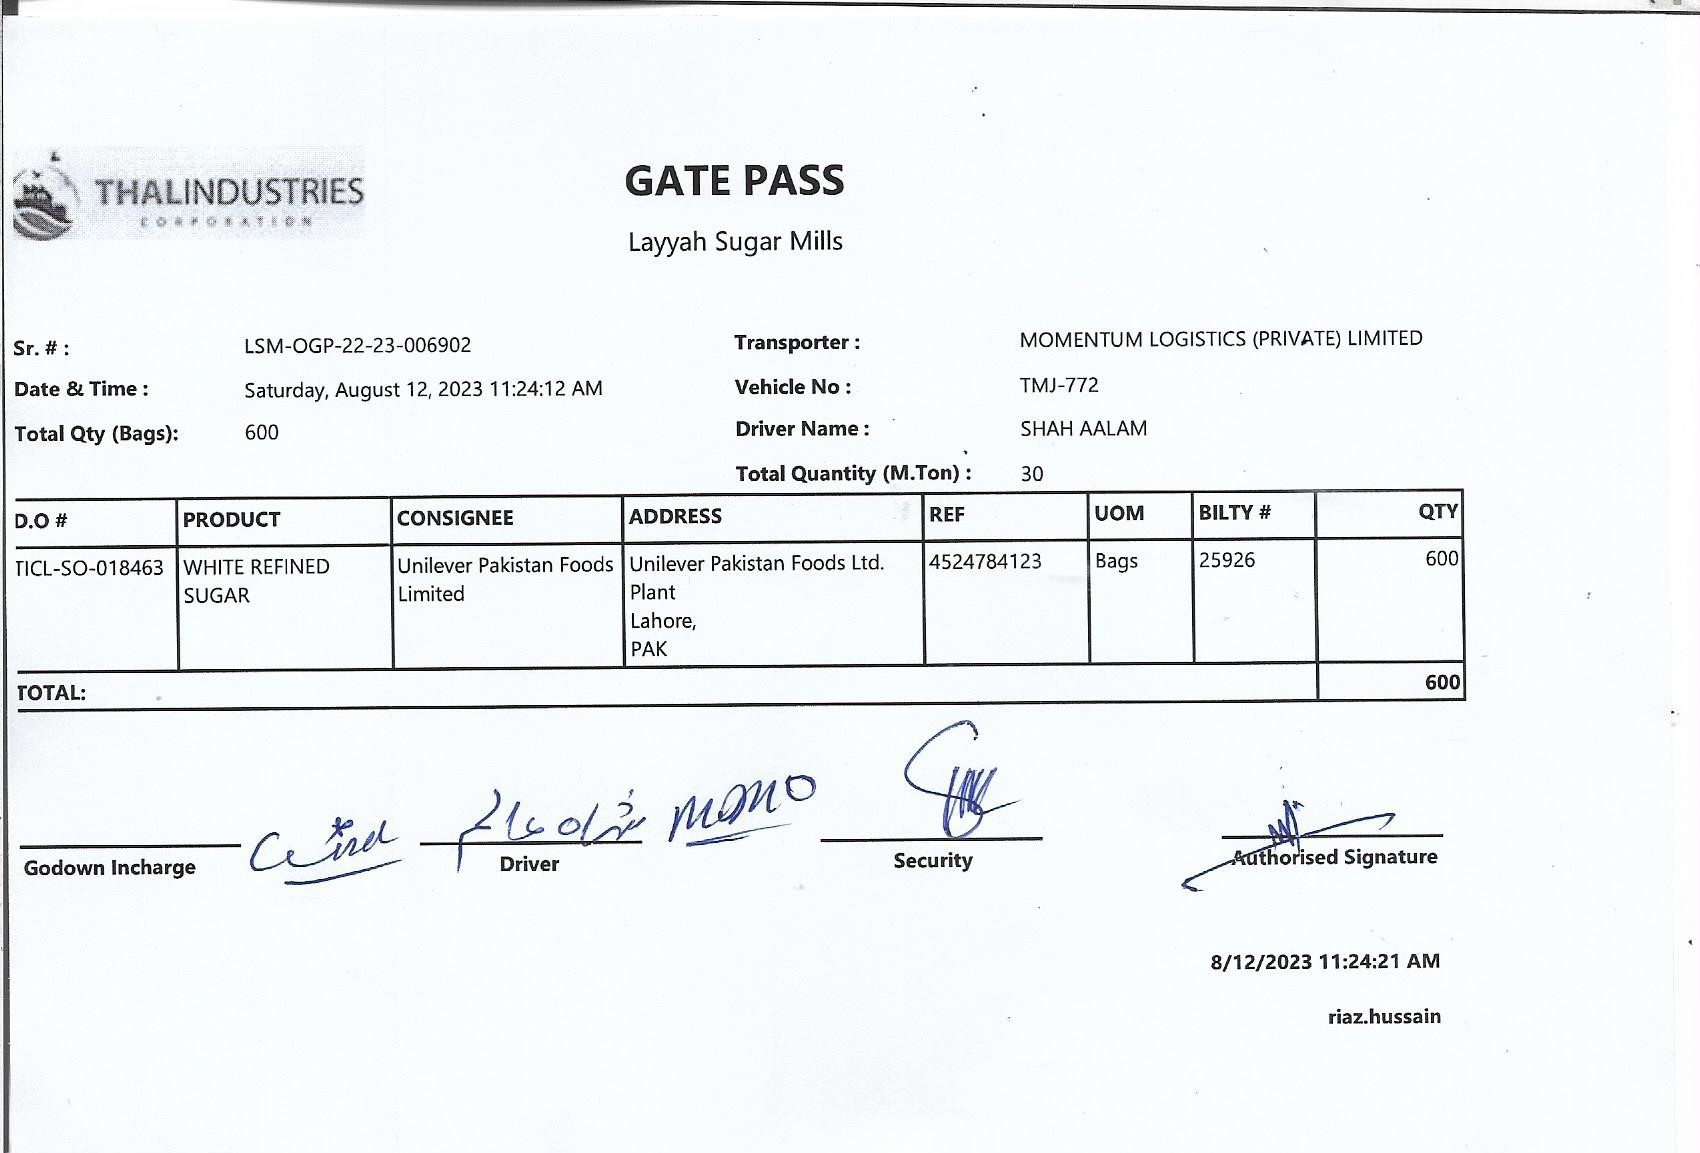 THALINDUSTRIES
CORPORATION
GATE PASS
Layyah Sugar Mills
Sr. # : LSM-OGP-22-23-006902
Transporter : MOMENTUM LOGISTICS (PRIVATE) LIMITED
Date & Time : Saturday, August 12, 2023 11:24:12 AM
Vehicle No : TMJ-772
Total Qty (Bags): 600
Driver Name : SHAH AALAM
Total Quantity (M.Ton) : 30
D.O # PRODUCT CONSIGNEE ADDRESS REF UOM BILTY # QTY
TICL-SO-018463 WHITE REFINED Unilever Pakistan Foods Unilever Pakistan Foods Ltd. 4524784123 Bags 25926 600
SUGAR Limited Plant
Lahore,
PAK
TOTAL: 600
Godown Incharge Driver Security Authorised Signature
8/12/2023 11:24:21 AM
riaz.hussain